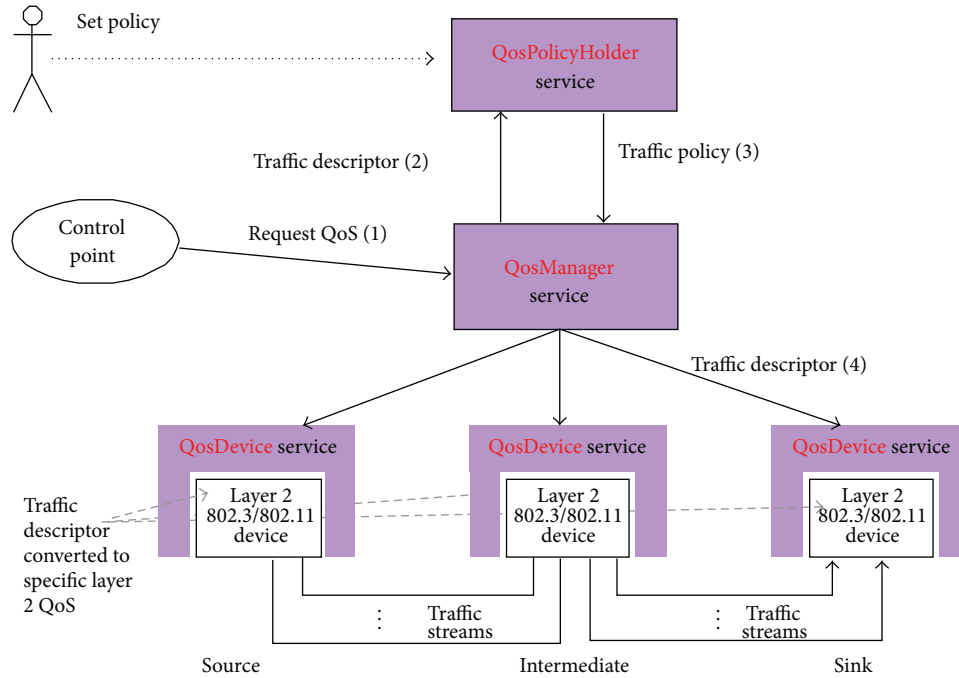 Set policy
QosPolicyHolder
service
Traffic descriptor (2)
Traffic policy (3)
Control
point
Request QoS (1)
QosManager
service
Traffic descriptor (4)
QosDevice service
QosDevice service
QosDevice service
Layer 2
802.3/802.11
device
Layer 2
802.3/802.11
device
Layer 2
802.3/802.11
device
Traffic
descriptor
converted to
specific layer
2 QoS
Traffic
streams
Traffic
streams
Source
Intermediate
Sink